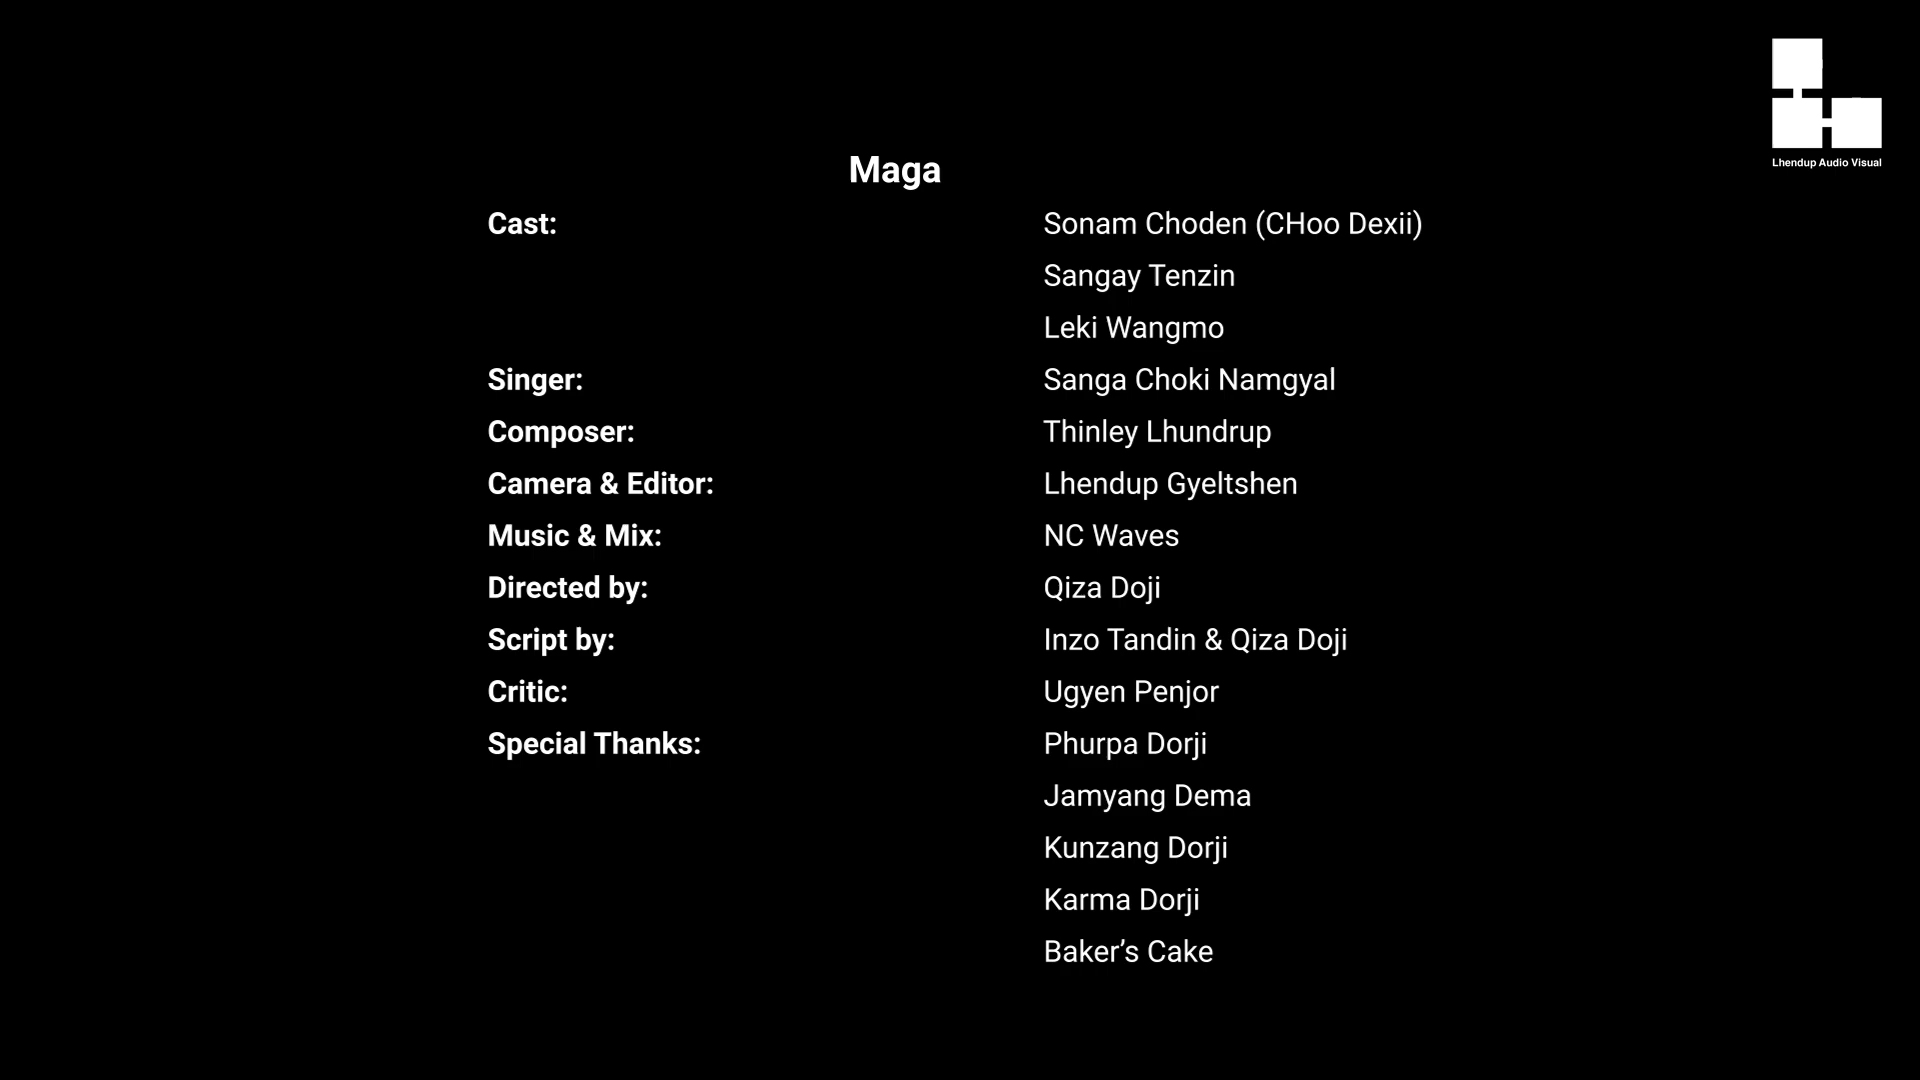 Lhendup Audio Visual
Maga
Cast: Sonam Choden (CHoo Dexii)
Sangay Tenzin
Leki Wangmo
Singer: Sanga Choki Namgyal
Composer: Thinley Lhundrup
Camera & Editor: Lhendup Gyeltshen
Music & Mix: NC Waves
Directed by: Qiza Doji
Script by: Inzo Tandin & Qiza Doji
Critic: Ugyen Penjor
Special Thanks: Phurpa Dorji
Jamyang Dema
Kunzang Dorji
Karma Dorji
Baker’s Cake